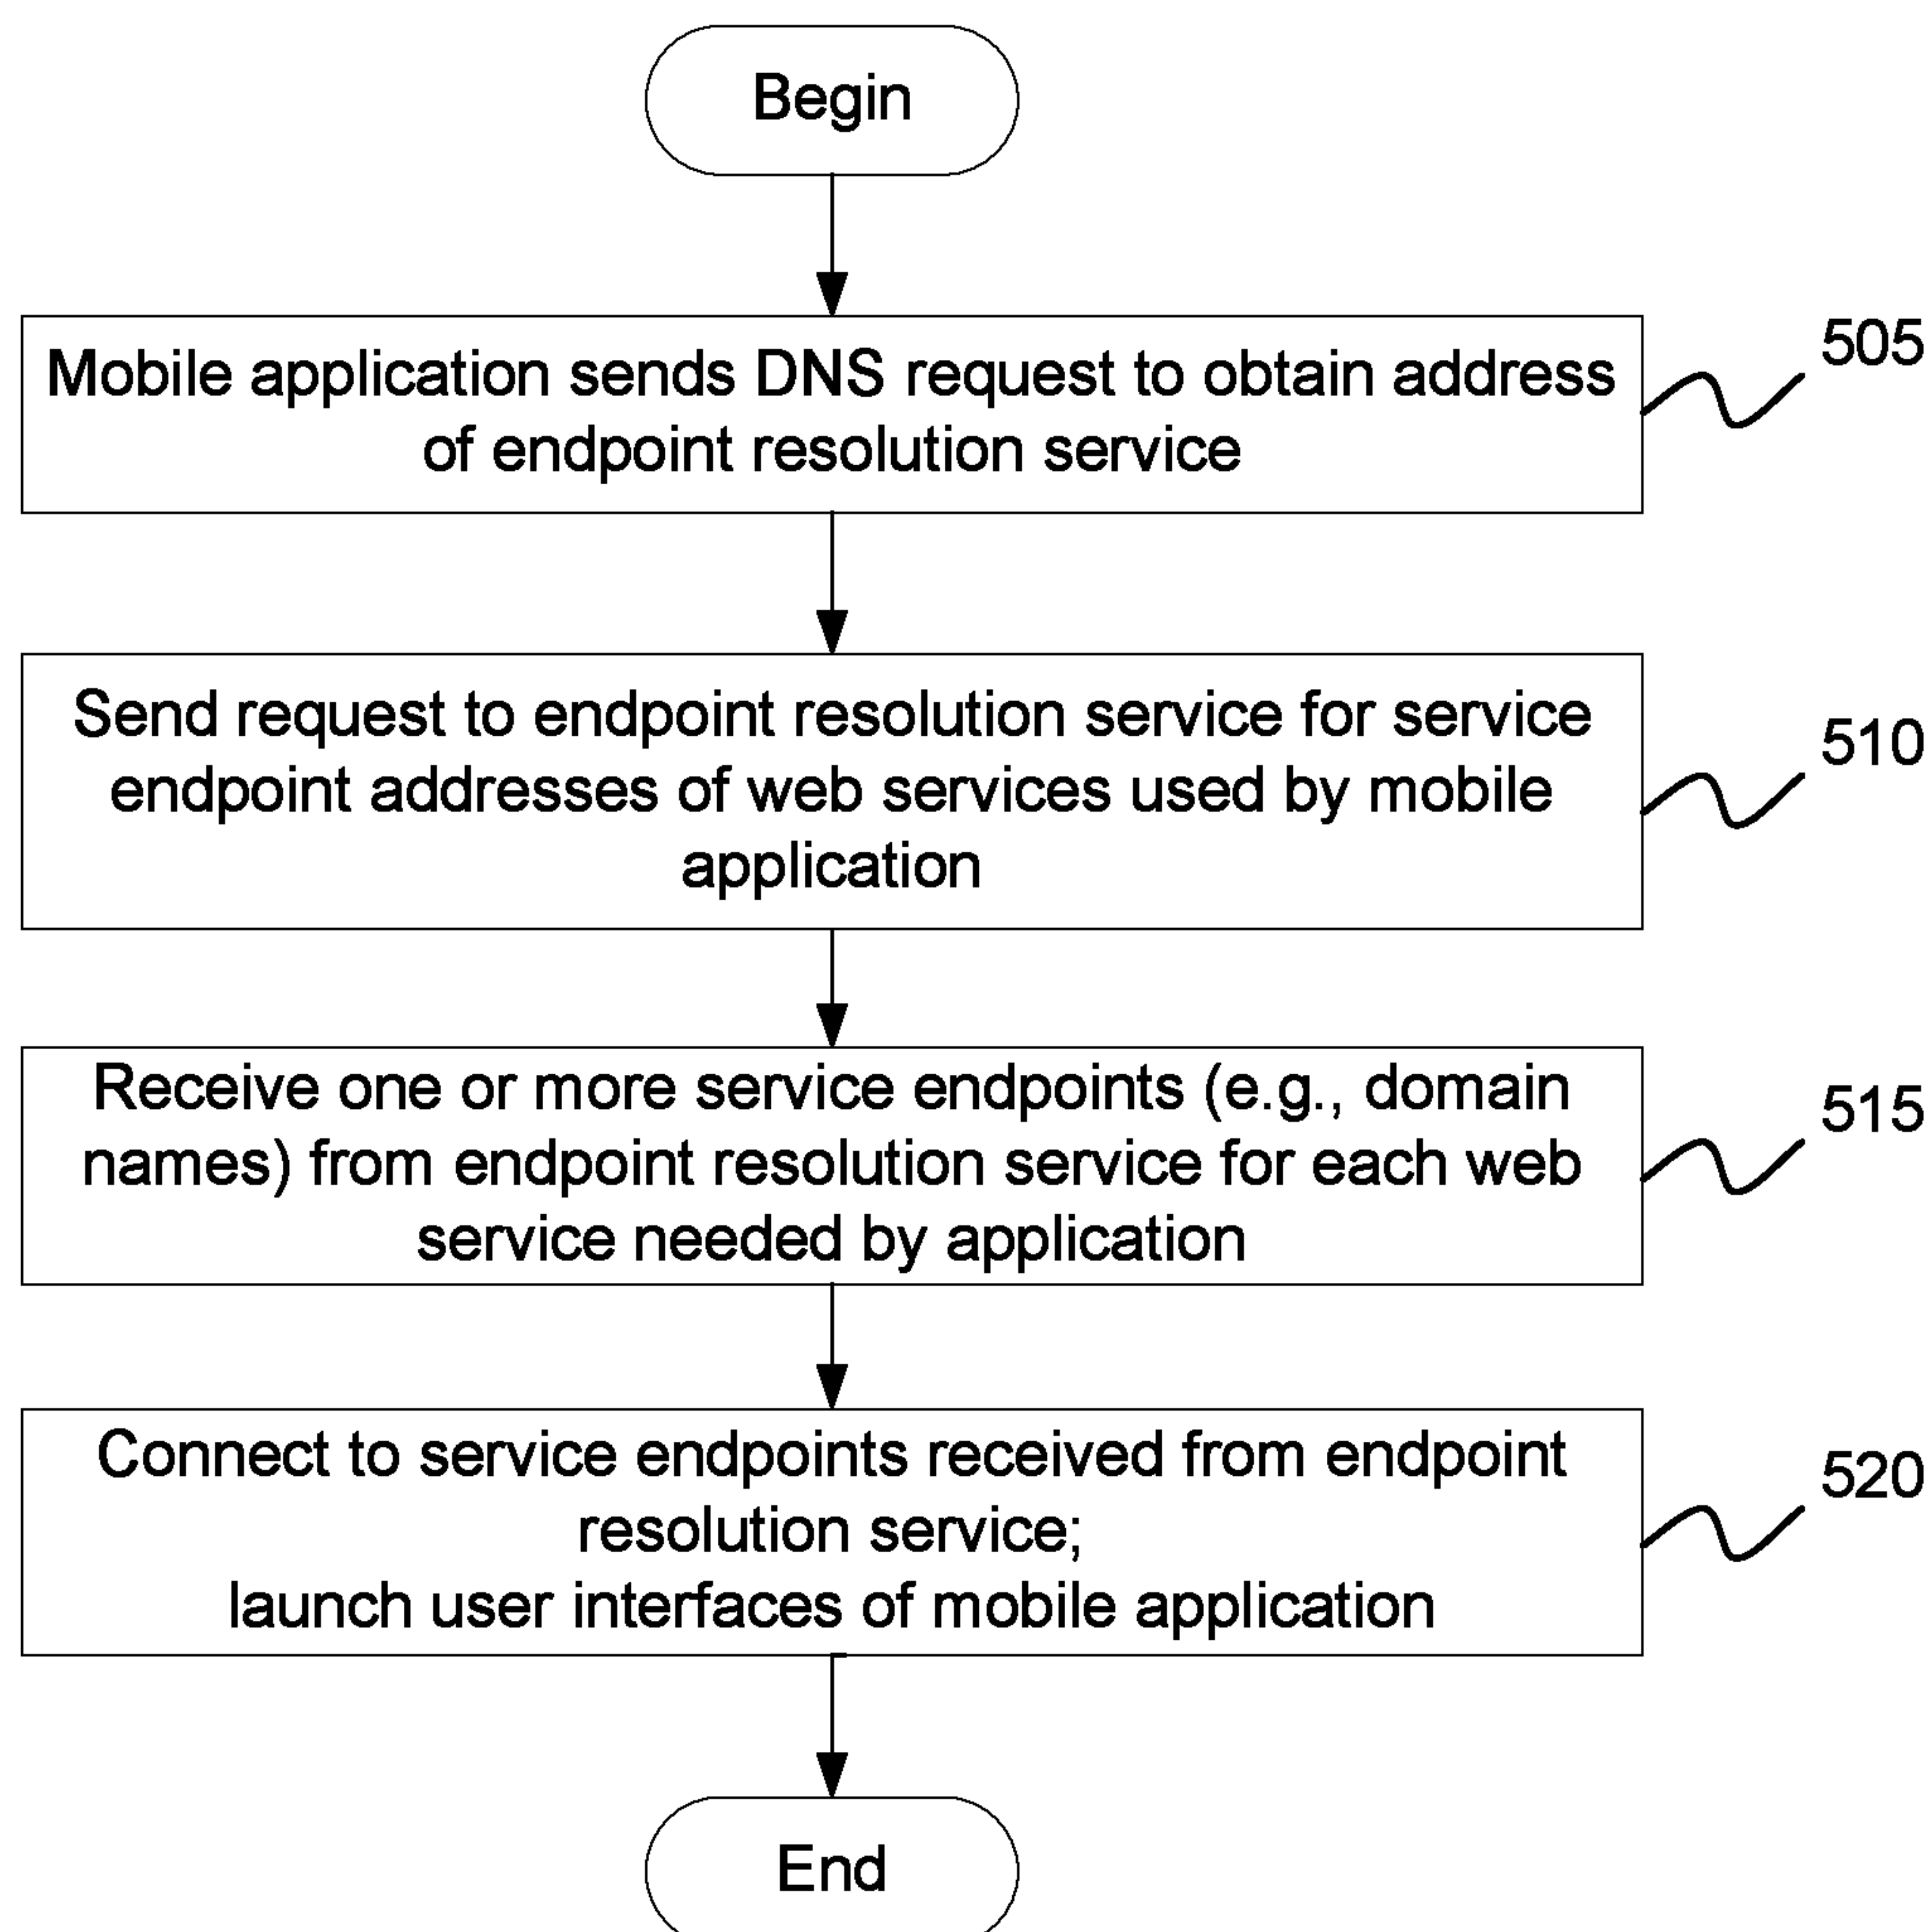 Begin
Mobile application sends DNS request to obtain address
of endpoint resolution service
505
Send request to endpoint resolution service for service
endpoint addresses of web services used by mobile
application
510
Receive one or more service endpoints (e.g., domain
names) from endpoint resolution service for each web
service needed by application
515
Connect to service endpoints received from endpoint
resolution service;
launch user interfaces of mobile application
520
End